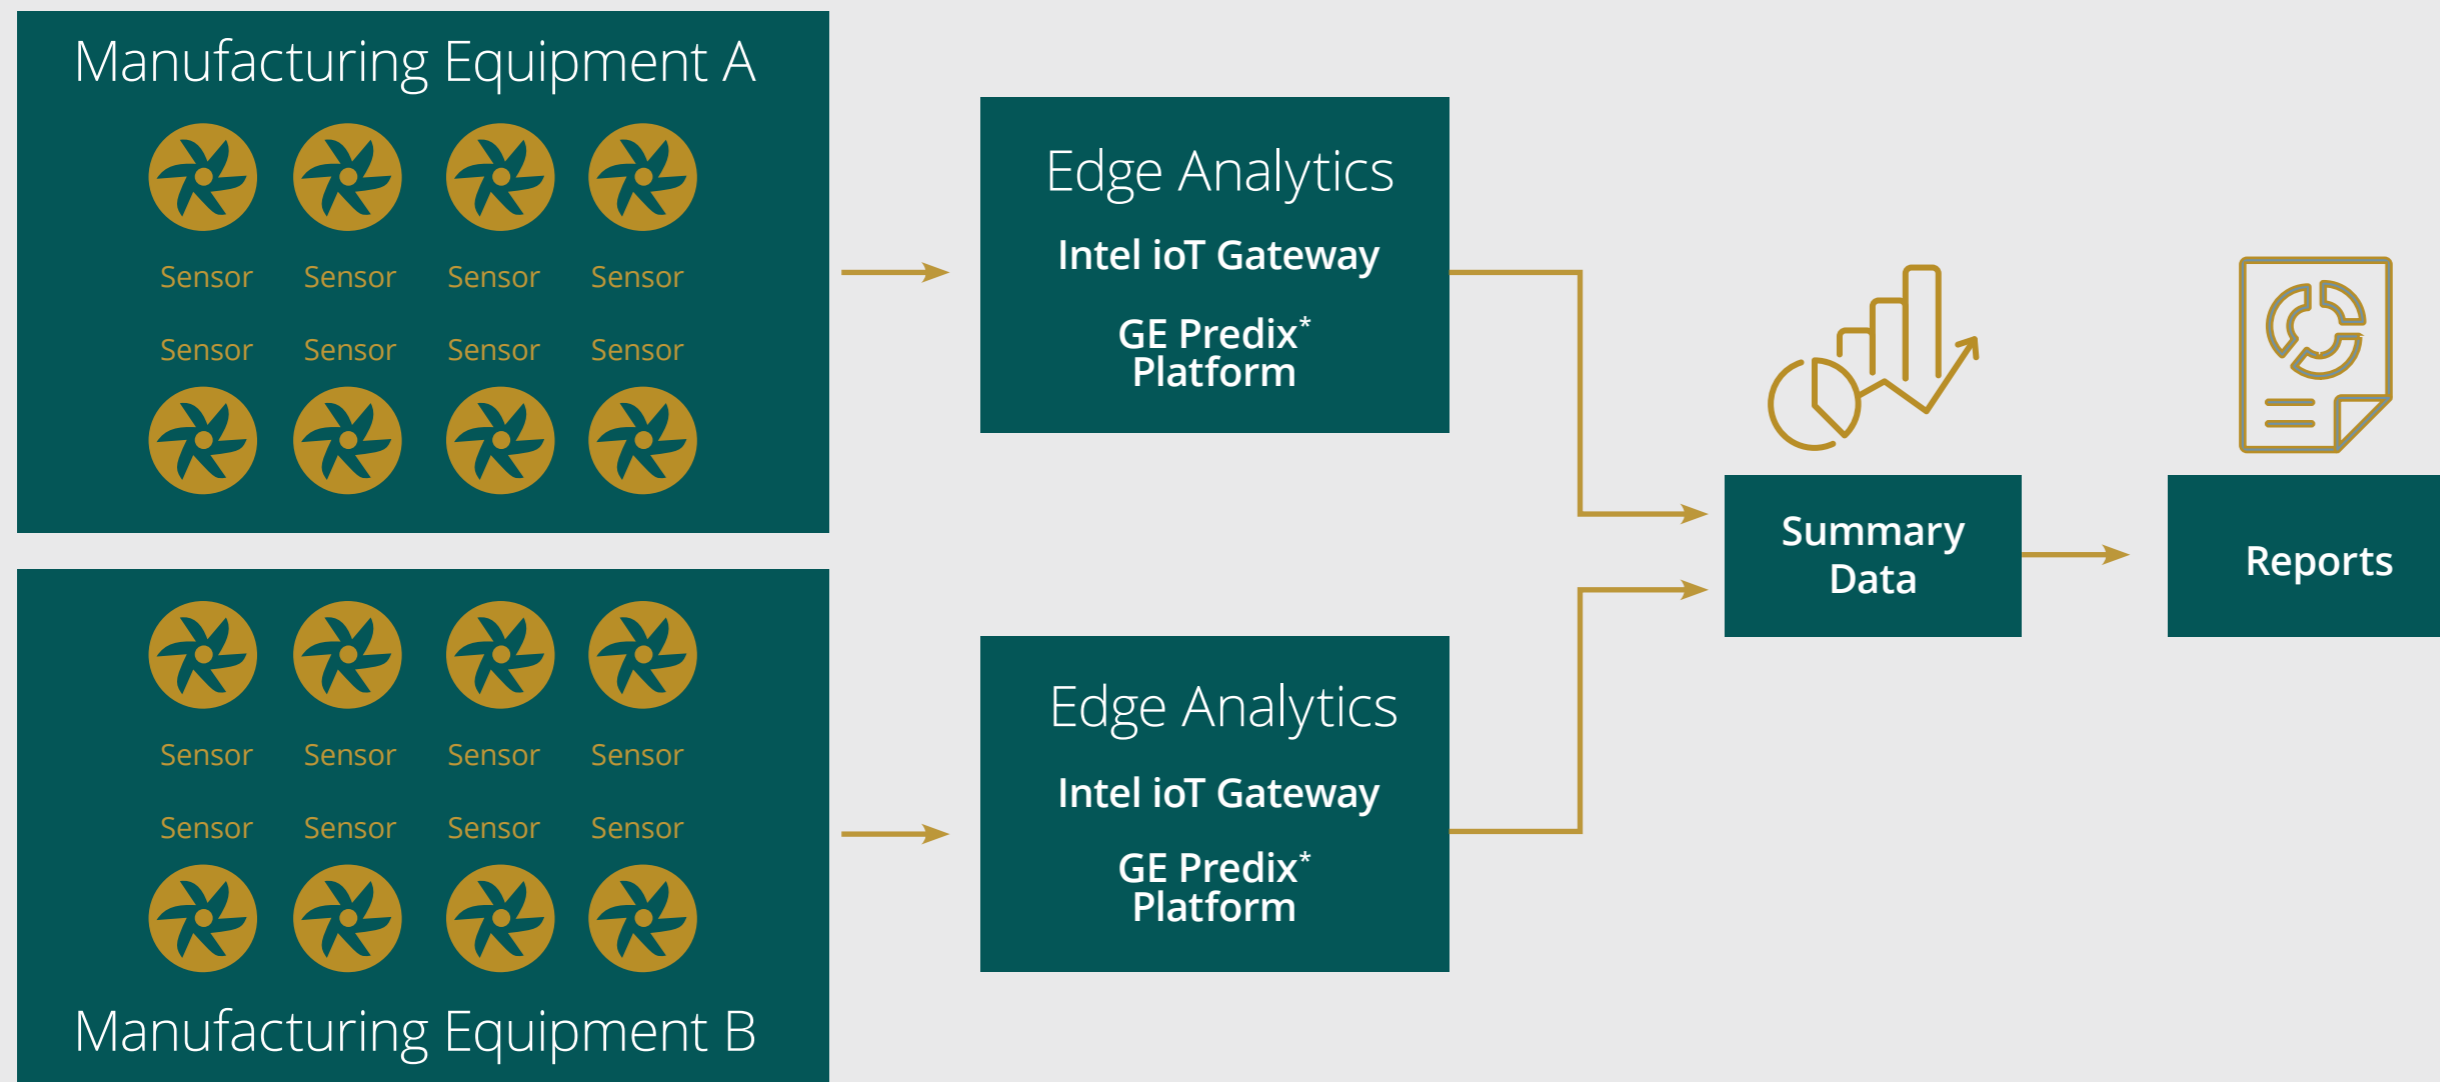 Manufacturing Equipment A
Sensor Sensor Sensor Sensor
Sensor Sensor Sensor Sensor
Edge Analytics
Intel ioT Gateway
GE Predix*
Platform
Sensor Sensor Sensor Sensor
Sensor Sensor Sensor Sensor
Manufacturing Equipment B
Edge Analytics
Intel ioT Gateway
GE Predix*
Platform
Summary
Data
Reports